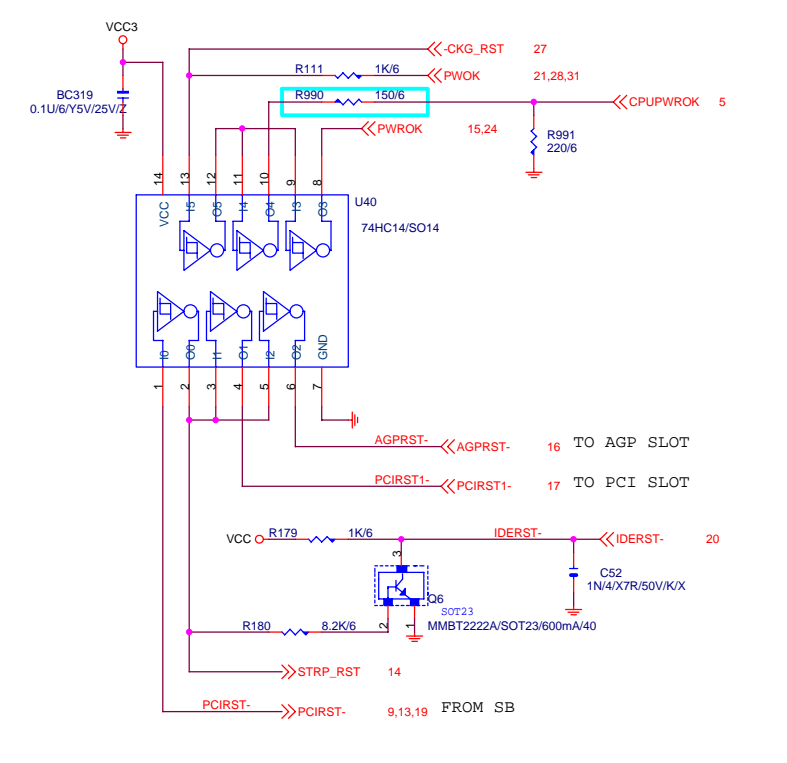 VCC3
-CKG_RST 27
R111 1K/6 PWOK 21,28,31
BC319 R990 150/6 CPUPWROK 5
0.1U/6/Y5V/25V/Z
PWROK 15,24 R991
220/6
14 13 12 11 10 9 8
VCC I5 O5 I4 O4 I3 O3 U40
74HC14/SO14
I0 O0 I1 O1 I2 O2 GND
1 2 3 4 5 6 7
AGPRST- AGPRST- 16 TO AGP SLOT
PCIRST1- PCIRST1- 17 TO PCI SLOT
VCC R179 1K/6 IDERST- IDERST- 20
3
C52
1N/4/X7R/50V/K/X
Q6
SOT23
R180 8.2K/6 2 1 MMBT2222A/SOT23/600mA/40
STRP_RST 14
PCIRST- PCIRST- 9,13,19 FROM SB